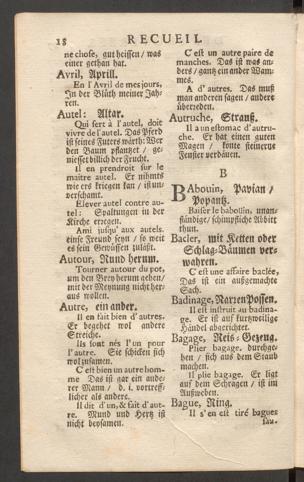 18 RECUEIL
ne chose, gut heissen / was
einer gethan hat.
Avril, Aprill.
En l'Avril de mes jours,
In der Blüth meiner Jah-
ren.
Autel: Altar.
Qui sert à l'autel, doit
vivre de l'autel. Das Pferd
ist seines Futers wärth: Wer
den Baum pflantzet / ge-
niesset billich der Frucht.
Il en prendroit sur le
maitre autel. Er nihmts
wie ers kriegen kan / ist un-
verschamt.
Elever autel contre au-
tel: Spaltungen in der
Kirche erregen.
Ami jusqu'aux autels.
einse Freund seyn / so weit
es sein Gewüssen zuläßt.
Autour, Rund herum.
Tourner autour du pot,
um den Brey herum gehen /
mit der Meynung nicht her-
aus wollen.
Autre, ein ander.
Il en fait bien d'autres.
Er begehet wol andere
Streiche.
Ils sont nés l'un pour
l'autre. Sie schicken sich
wol zusamen.
C'est bien un autre hom-
me Das ist gar ein ande-
rer Mann / d. i. vortreff-
licher als andere.
Il dit d'un, & fait d'aut-
re. Mund und Hertz ist
nicht beysamen.
C'est un autre paire de
manches. Das ist was an-
ders / gantz ein ander Wam-
mes.
A d'autres. Das muß
man anderen sagen / andere
überreden.
Autruche, Strauß.
Il a un estomac d'autru-
che. Er hat einen guten
Magen / konte steinerne
Fenster verdäuen.
B
BAbouin, Pavian /
Popantz.
Baiser le babouïn. unan-
ständige / schimpfliche Abbitt
thun.
Bacler, mit Ketten oder
Schlag-Bäumen ver-
wahren.
C'est une affaire baclée,
Das ist ein außgemachte
Sach.
Badinage, Narren Possen.
Il est instruit au badina-
ge. Er ist auf kurtzweilige
Händel abgerichtet.
Bagage, Reis-Gezeug.
Plier bagage. durchge-
hen / sich aus dem Staub
machen.
Il plie bagage. Er ligt
auf dem Schragen / ist im
Außweben.
Bague, Ring.
Il s'en est tiré bagues